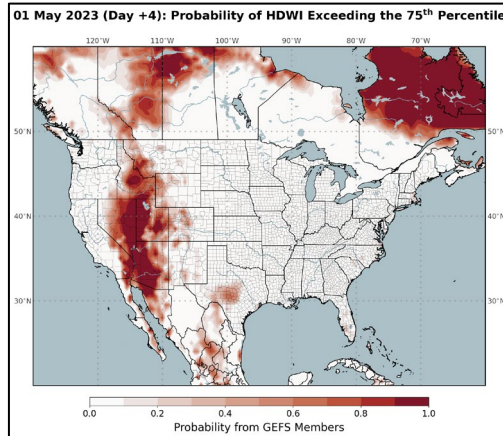 01 May 2023 (Day +4): Probability of HDWI Exceeding the 75th Percentile
120°W 110°W 100°W 90°W 80°W 70°W
50°N 50°N
40°N 40°N
30°N 30°N
0.0 0.2 0.4 0.6 0.8 1.0
Probability from GEFS Members